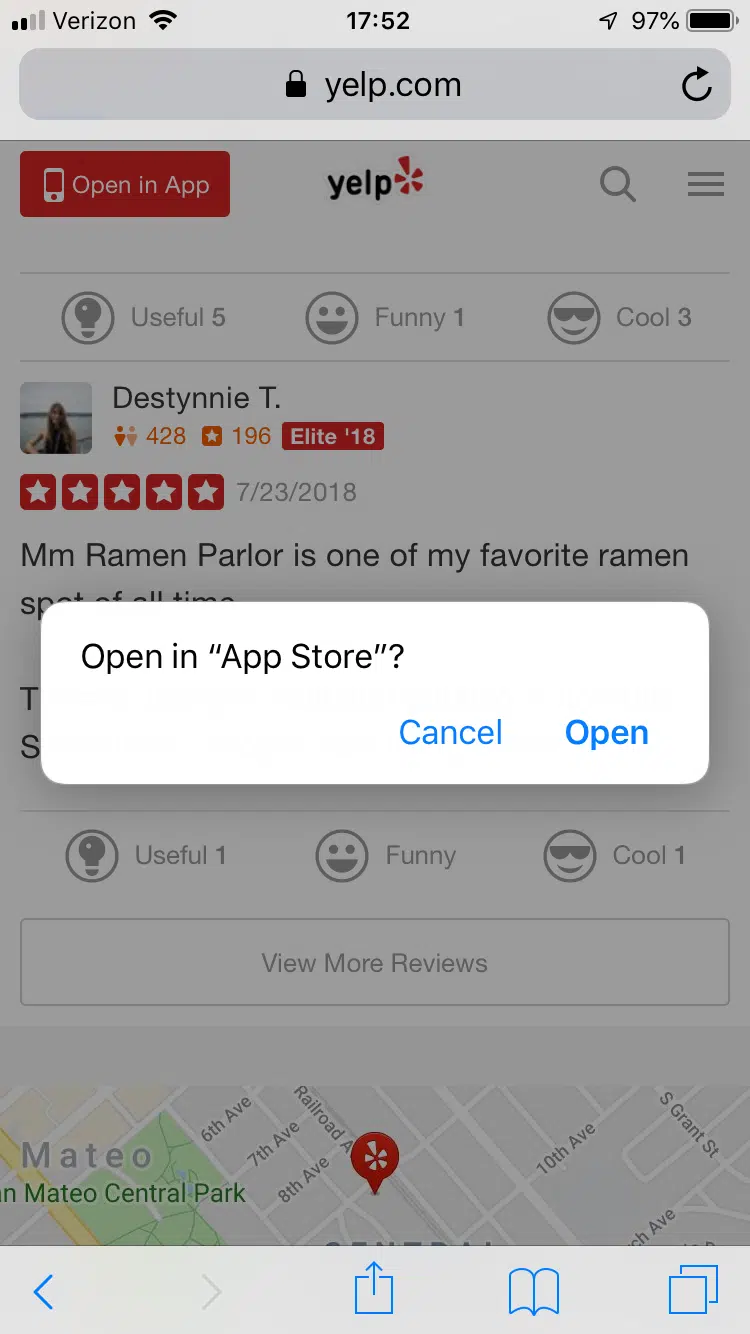 Verizon 17:52 97%
yelp.com
Open in App yelp
Useful 5 Funny 1 Cool 3
Destynnie T.
428 196 Elite '18
7/23/2018
Mm Ramen Parlor is one of my favorite ramen
spot of all time
Open in “App Store”?
Cancel Open
Useful 1 Funny Cool 1
View More Reviews
Railroad A
S Grant St
6th Ave
7th Ave
10th Ave
Mateo
8th Ave
an Mateo Central Park
ch Ave
CENTRAL